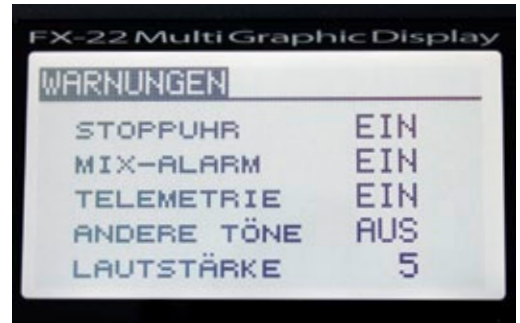 FX-22 Multi Graphic Display
WARNUNGEN
STOPPUHR EIN
MIX-ALARM EIN
TELEMETRIE EIN
ANDERE TÖNE AUS
LAUTSTÄRKE 5